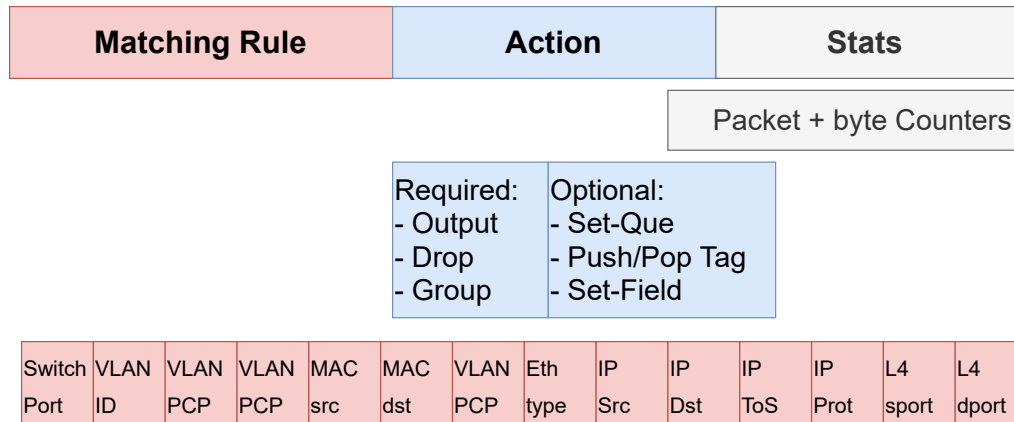 Matching Rule Action Stats
Packet + byte Counters
Required: Optional:
- Output - Set-Que
- Drop - Push/Pop Tag
- Group - Set-Field
Switch VLAN VLAN VLAN MAC MAC VLAN Eth IP IP IP IP L4 L4
Port ID PCP PCP src dst PCP type Src Dst ToS Prot sport dport